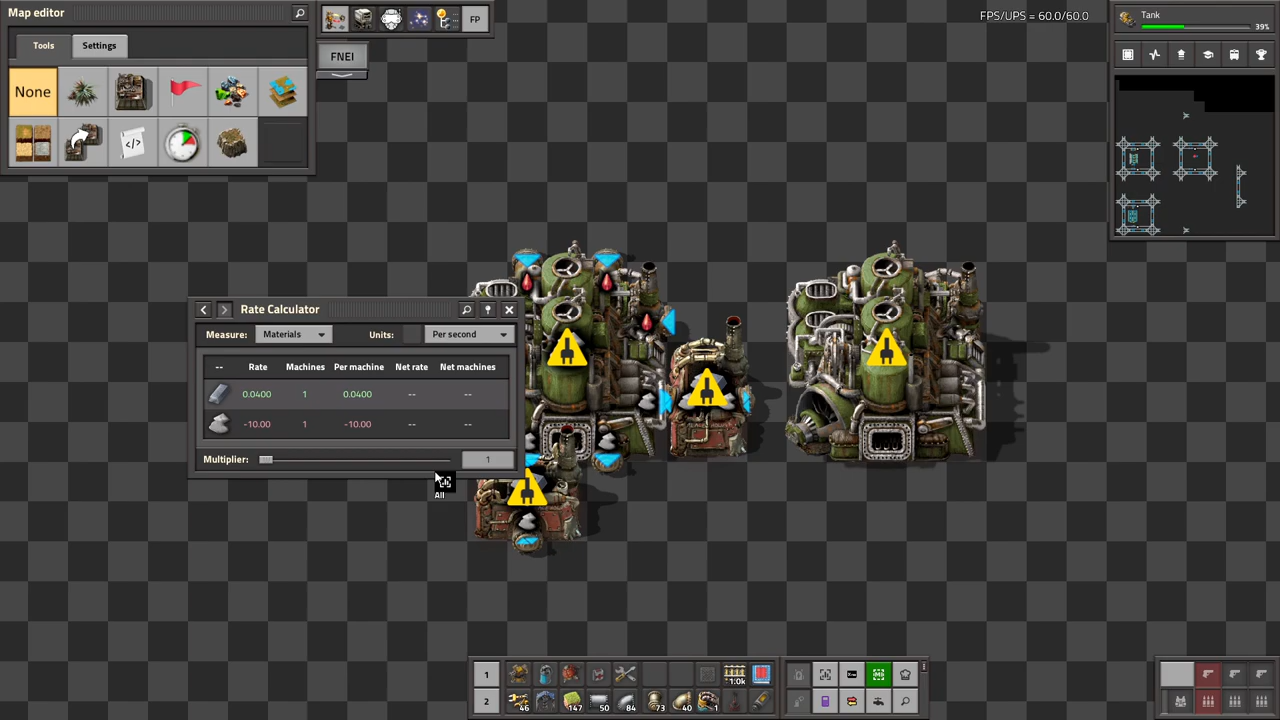 Map editor
Tools
Settings
None
</>
FP
FNEI
FPS/UPS = 60.0/60.0
Tank
39%
Rate Calculator
Measure:
Materials
Units:
Per second
-- Rate Machines Per machine Net rate Net machines
0.0400 1 0.0400 -- --
-10.00 1 -10.00 -- --
Multiplier:
1
All
1
1.0k
2
46
147
50
84
73
40
1